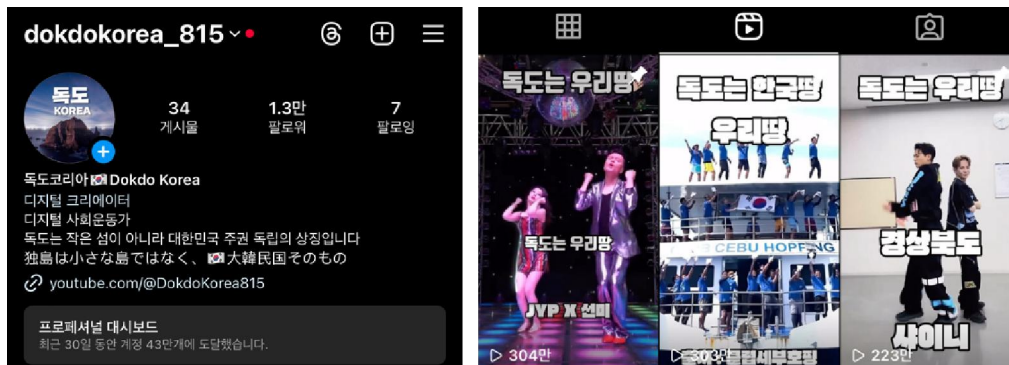 dokdokorea_815
독도
KOREA
34
게시물
1.3만
팔로워
7
팔로잉
독도코리아🇰🇷Dokdo Korea
디지털 크리에이터
디지털 사회운동가
독도는 작은 섬이 아니라 대한민국 주권 독립의 상징입니다
独島は小さな島ではなく、🇰🇷大韓民国そのもの
youtube.com/@DokdoKorea815
프로페셔널 대시보드
최근 30일 동안 계정 43만개에 도달했습니다.
독도는 우리땅
독도는 우리땅
JYP X 선미
304만
독도는 한국땅
우리땅
CEBU HOPPING
303만
독도는 우리땅
경상북도
샤이니
223만